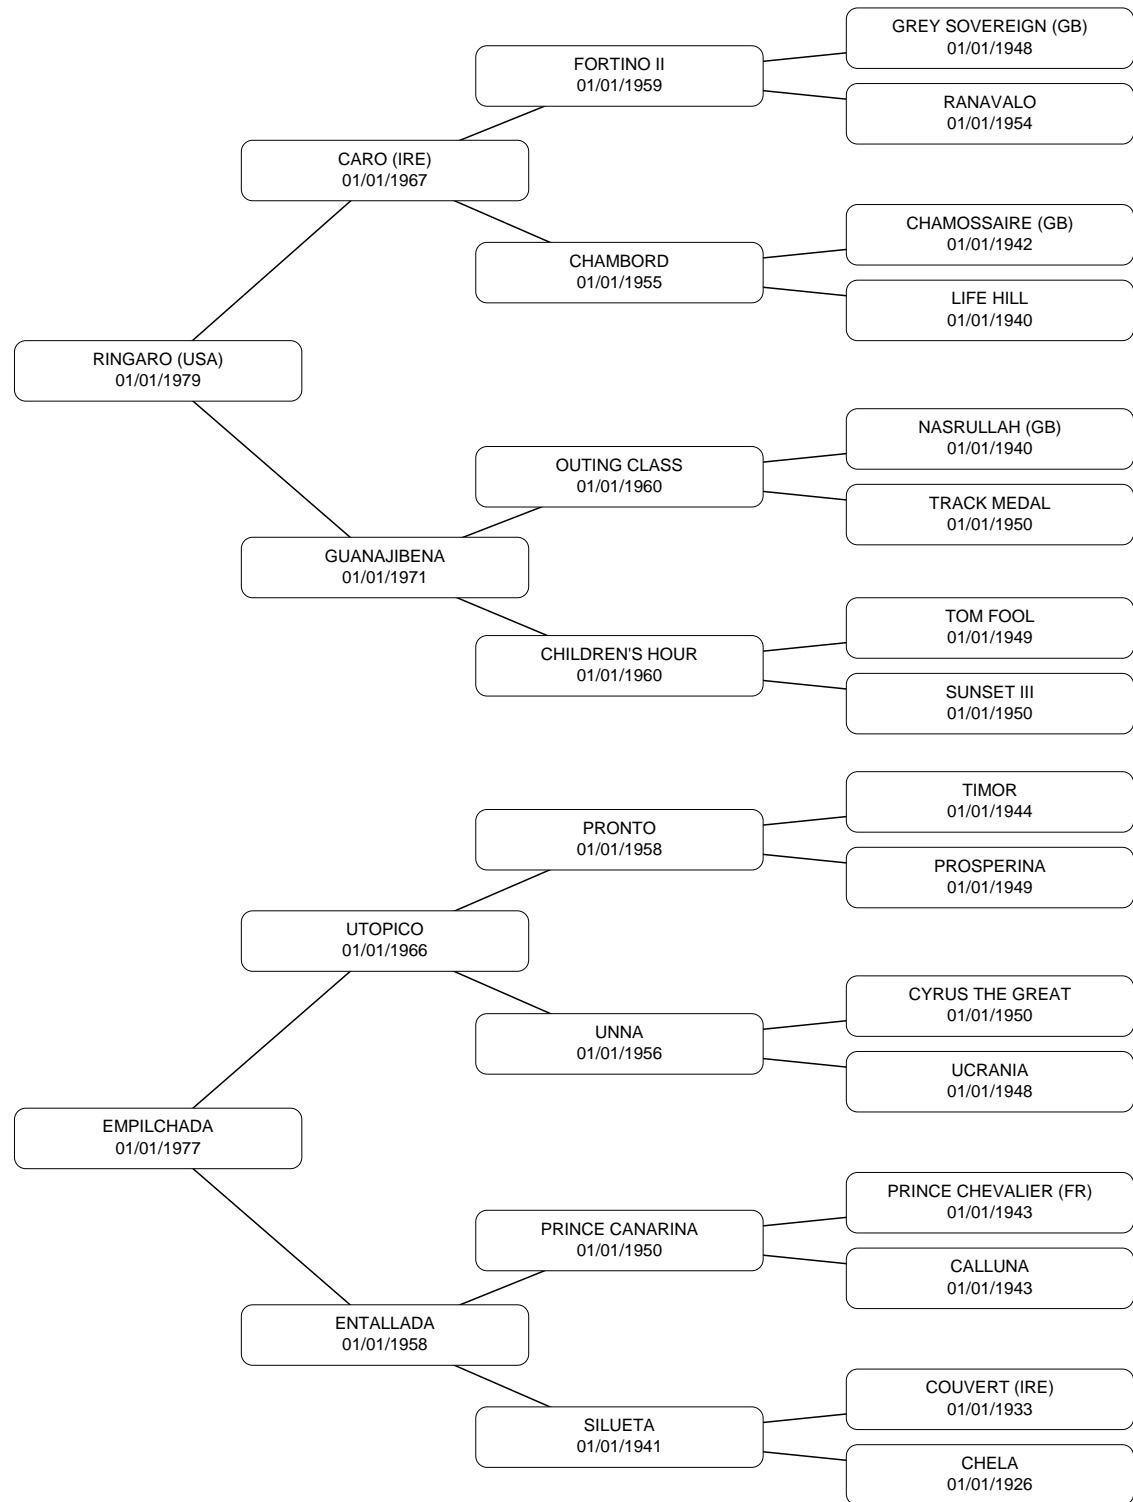 GREY SOVEREIGN (GB)
01/01/1948
FORTINO II
01/01/1959
RANAVALO
01/01/1954
CARO (IRE)
01/01/1967
CHAMOSSAIRE (GB)
01/01/1942
CHAMBORD
01/01/1955
LIFE HILL
01/01/1940
RINGARO (USA)
01/01/1979
NASRULLAH (GB)
01/01/1940
OUTING CLASS
01/01/1960
TRACK MEDAL
01/01/1950
GUANAJIBENA
01/01/1971
TOM FOOL
01/01/1949
CHILDREN'S HOUR
01/01/1960
SUNSET III
01/01/1950
TIMOR
01/01/1944
PRONTO
01/01/1958
PROSPERINA
01/01/1949
UTOPICO
01/01/1966
CYRUS THE GREAT
01/01/1950
UNNA
01/01/1956
UCRANIA
01/01/1948
EMPILCHADA
01/01/1977
PRINCE CHEVALIER (FR)
01/01/1943
PRINCE CANARINA
01/01/1950
CALLUNA
01/01/1943
ENTALLADA
01/01/1958
COUVERT (IRE)
01/01/1933
SILUETA
01/01/1941
CHELA
01/01/1926